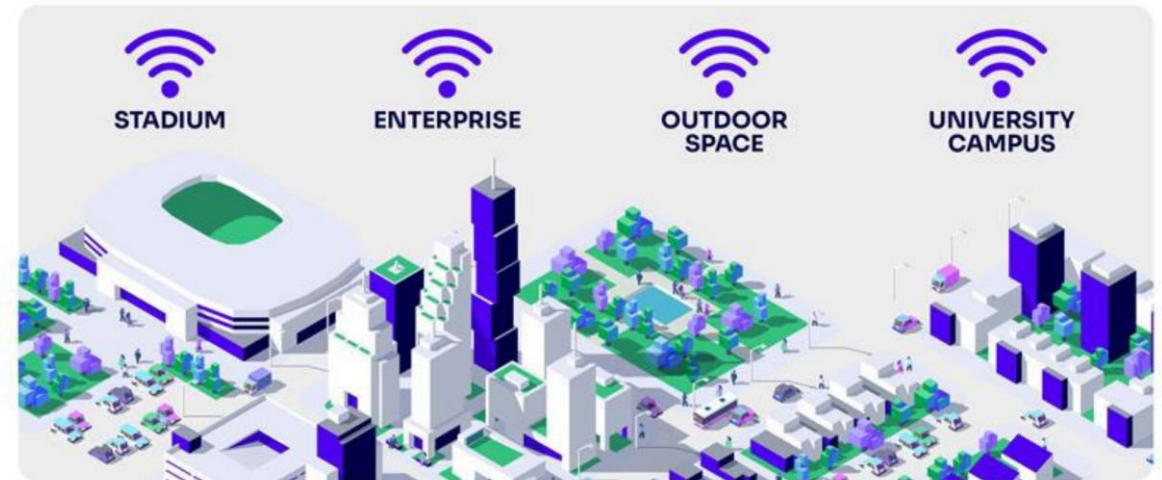 STADIUM
ENTERPRISE
OUTDOOR
SPACE
UNIVERSITY
CAMPUS